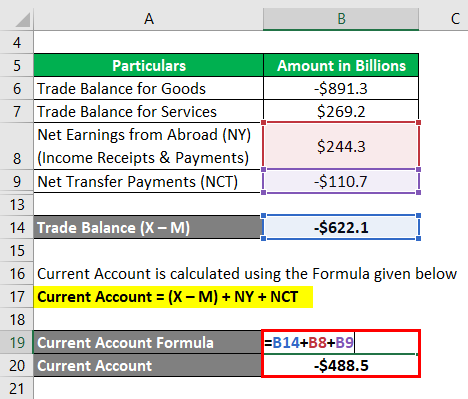 A B C
4
5 Particulars Amount in Billions
6 Trade Balance for Goods -$891.3
7 Trade Balance for Services $269.2
Net Earnings from Abroad (NY)
8 (Income Receipts & Payments) $244.3
9 Net Transfer Payments (NCT) -$110.7
13
14 Trade Balance (X – M) -$622.1
15
16 Current Account is calculated using the Formula given below
17 Current Account = (X – M) + NY + NCT
18
19 Current Account Formula =B14+B8+B9
20 Current Account -$488.5
21